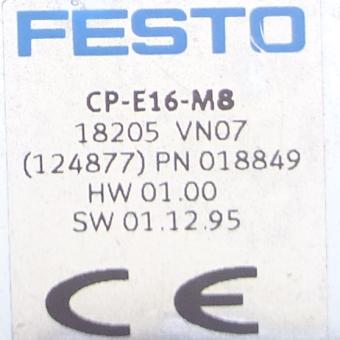 FESTO
CP-E16-M8
18205 VN07
(124877) PN 018849
HW 01.00
SW 01.12.95
CE